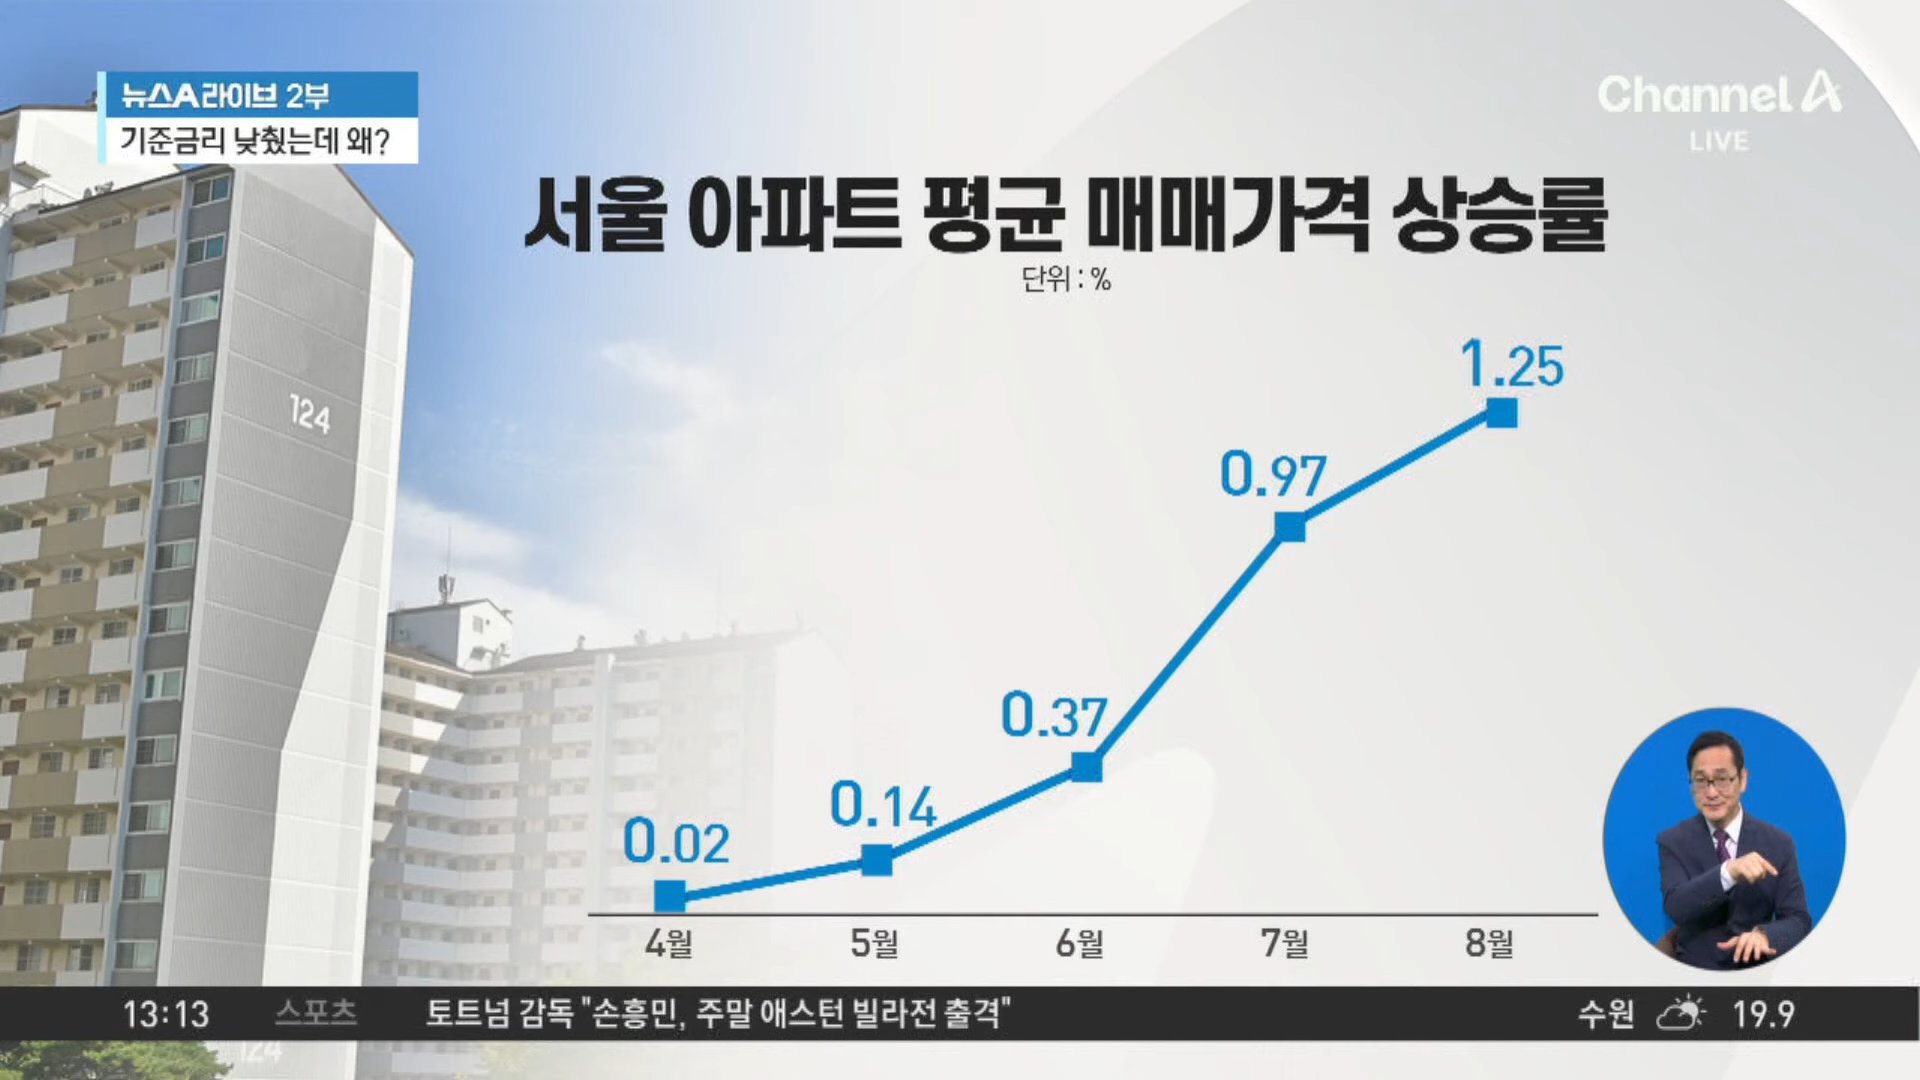 뉴스A 라이브 2부
기준금리 낮췄는데 왜?
Channel A
LIVE
서울 아파트 평균 매매가격 상승률
단위 : %
124
1.25
0.97
0.37
0.14
0.02
4월 5월 6월 7월 8월
13:13 스포츠 토트넘 감독 "손흥민, 주말 애스턴 빌라전 출격" 수원 19.9
124